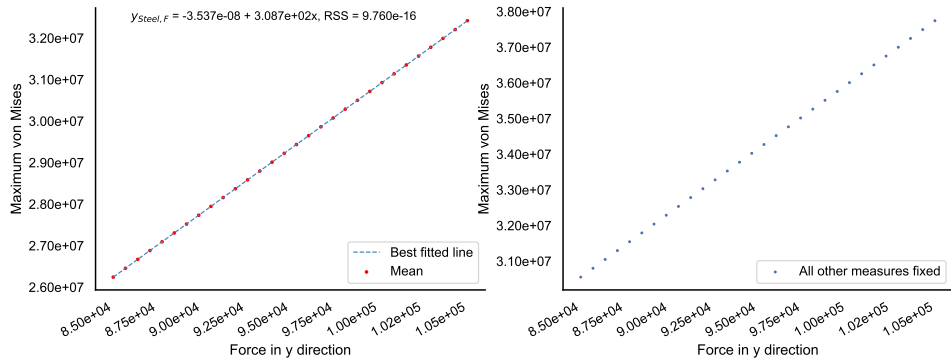 y_Steel, F = -3.537e-08 + 3.087e+02x, RSS = 9.760e-16
Maximum von Mises
3.20e+07
3.10e+07
3.00e+07
2.90e+07
2.80e+07
2.70e+07
2.60e+07
Best fitted line
Mean
8.50e+04
8.75e+04
9.00e+04
9.25e+04
9.50e+04
9.75e+04
1.00e+05
1.02e+05
1.05e+05
Force in y direction
Maximum von Mises
3.80e+07
3.70e+07
3.60e+07
3.50e+07
3.40e+07
3.30e+07
3.20e+07
3.10e+07
All other measures fixed
8.50e+04
8.75e+04
9.00e+04
9.25e+04
9.50e+04
9.75e+04
1.00e+05
1.02e+05
1.05e+05
Force in y direction